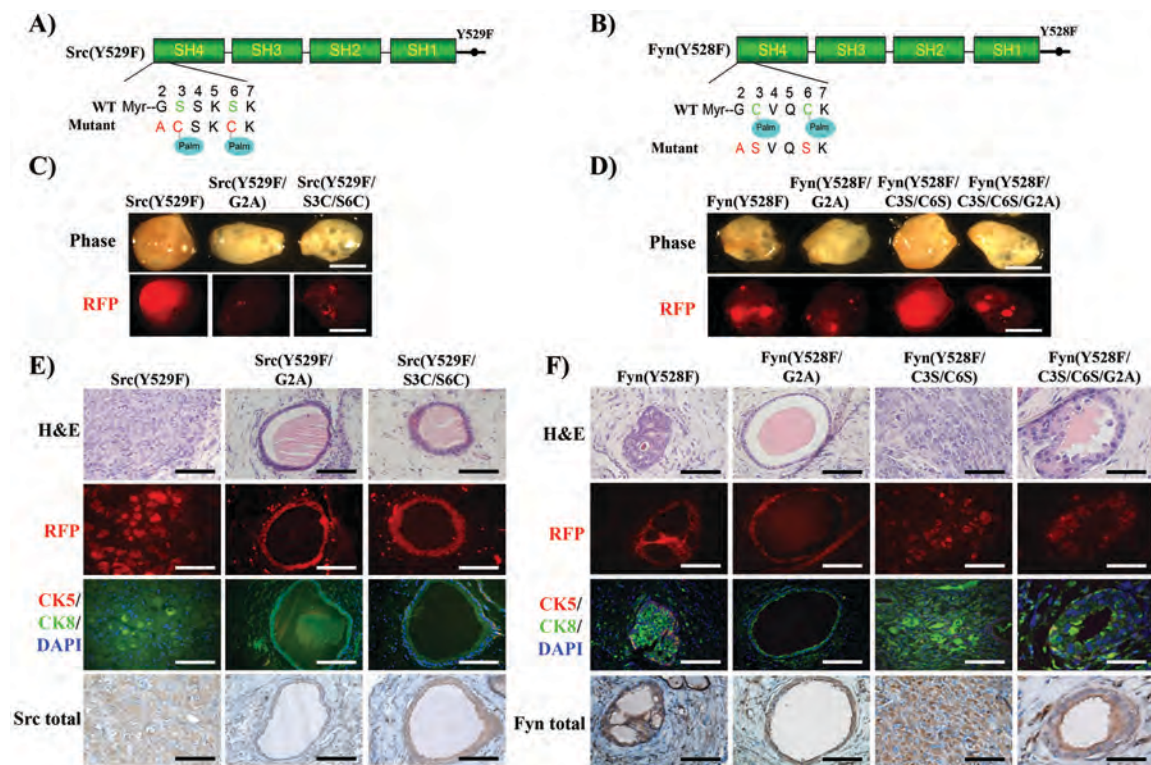 A)
Src(Y529F)
SH4 SH3 SH2 SH1
Y529F
2 3 4 5 6 7
WT Myr--G S S K S K
Mutant A C S K C K
Palm Palm
B)
Fyn(Y528F)
SH4 SH3 SH2 SH1
Y528F
2 3 4 5 6 7
WT Myr--G C V Q C K
Palm Palm
Mutant A S V Q S K
C)
Src(Y529F)
Src(Y529F/
G2A)
Src(Y529F/
S3C/S6C)
Phase
RFP
D)
Fyn(Y528F)
Fyn(Y528F/
G2A)
Fyn(Y528F/
C3S/C6S)
Fyn(Y528F/
C3S/C6S/G2A)
Phase
RFP
E)
Src(Y529F)
Src(Y529F/
G2A)
Src(Y529F/
S3C/S6C)
H&E
RFP
CK5/
CK8/
DAPI
Src total
F)
Fyn(Y528F)
Fyn(Y528F/
G2A)
Fyn(Y528F/
C3S/C6S)
Fyn(Y528F/
C3S/C6S/G2A)
H&E
RFP
CK5/
CK8/
DAPI
Fyn total